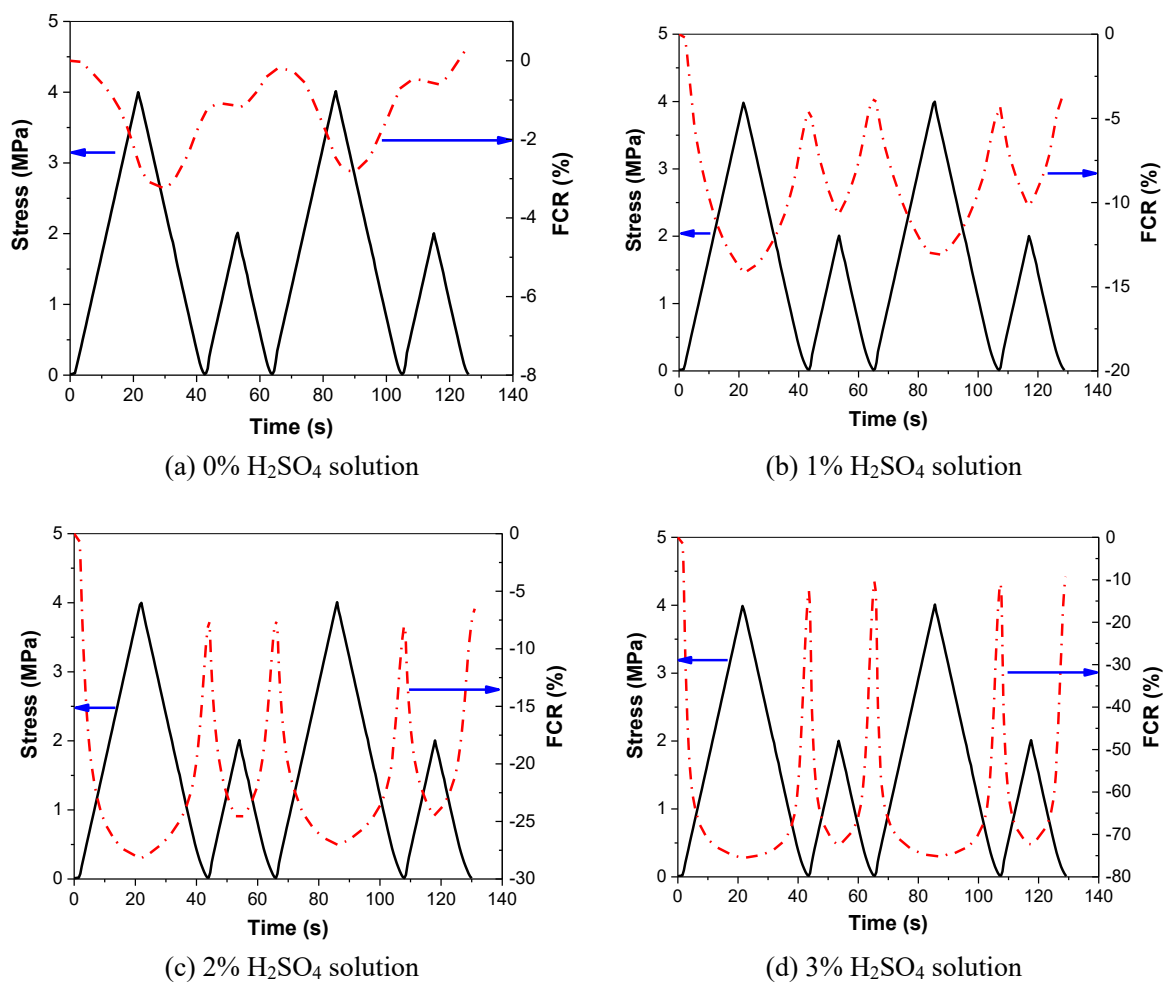 5
4
3
2
1
0
Stress (MPa)
0
-2
-4
-6
-8
FCR (%)
0 20 40 60 80 100 120 140
Time (s)
(a) 0% H₂SO₄ solution
5
4
3
2
1
0
Stress (MPa)
0
-5
-10
-15
-20
FCR (%)
0 20 40 60 80 100 120 140
Time (s)
(b) 1% H₂SO₄ solution
5
4
3
2
1
0
Stress (MPa)
0
-5
-10
-15
-20
-25
-30
FCR (%)
0 20 40 60 80 100 120 140
Time (s)
(c) 2% H₂SO₄ solution
5
4
3
2
1
0
Stress (MPa)
0
-10
-20
-30
-40
-50
-60
-70
-80
FCR (%)
0 20 40 60 80 100 120 140
Time (s)
(d) 3% H₂SO₄ solution